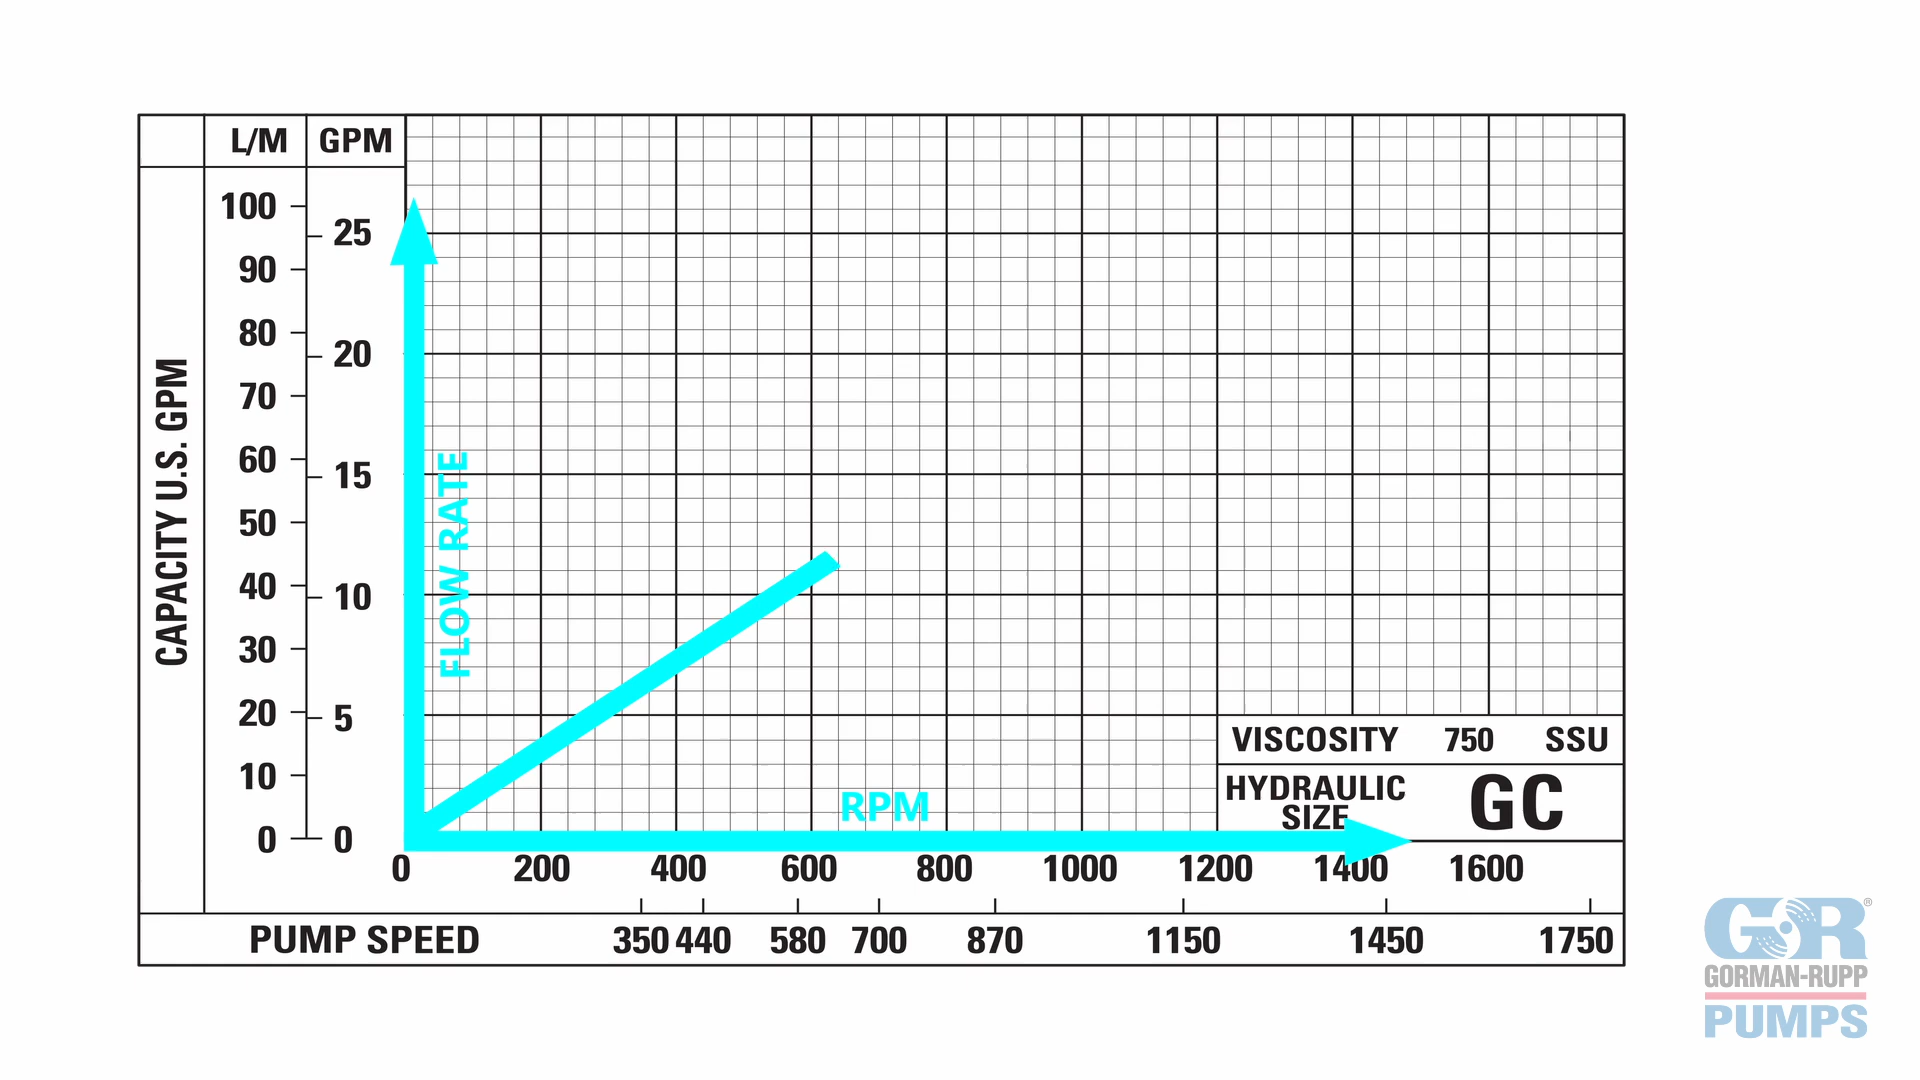 L/M GPM
100
25
90
80
20
70
15
60
50
10
40
30
5
20
10
0 0
CAPACITY U.S. GPM
FLOW RATE
RPM
VISCOSITY 750 SSU
HYDRAULIC
SIZE
GC
0 200 400 600 800 1000 1200 1400 1600
PUMP SPEED 350 440 580 700 870 1150 1450 1750
GR®
GORMAN-RUPP
PUMPS